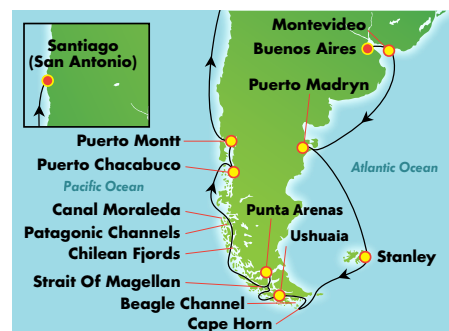 Montevideo
Santiago
(San Antonio)
Buenos Aires
Puerto Madryn
Puerto Montt
Puerto Chacabuco
Atlantic Ocean
Pacific Ocean
Canal Moraleda
Punta Arenas
Patagonic Channels
Ushuaia
Chilean Fjords
Stanley
Strait Of Magellan
Beagle Channel
Cape Horn